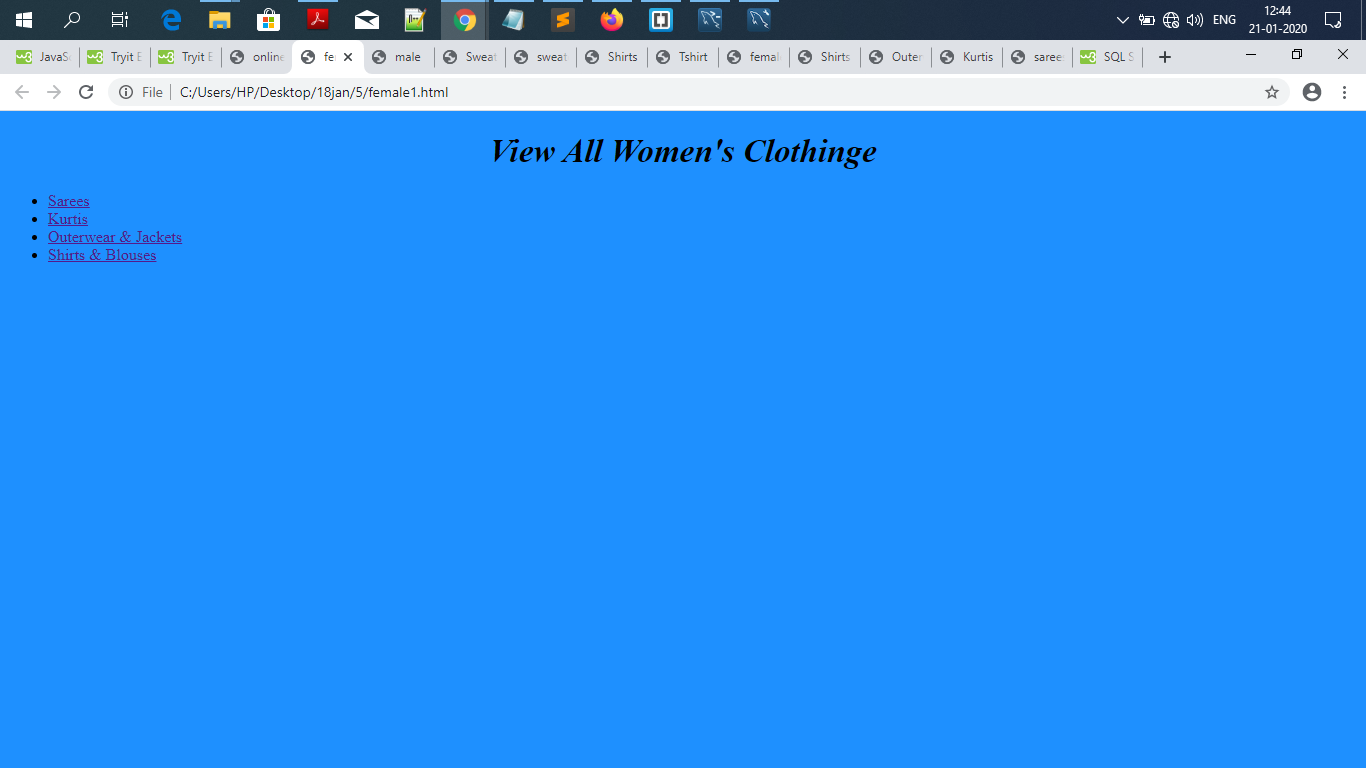 12:44
ENG
21-01-2020
JavaSc
Tryit E
Tryit E
online
fe
male
Sweat
sweat
Shirts
Tshirt
femal
Shirts
Outer
Kurtis
saree
SQL S
File
C:/Users/HP/Desktop/18jan/5/female1.html
View All Women's Clothinge
Sarees
Kurtis
Outerwear & Jackets
Shirts & Blouses